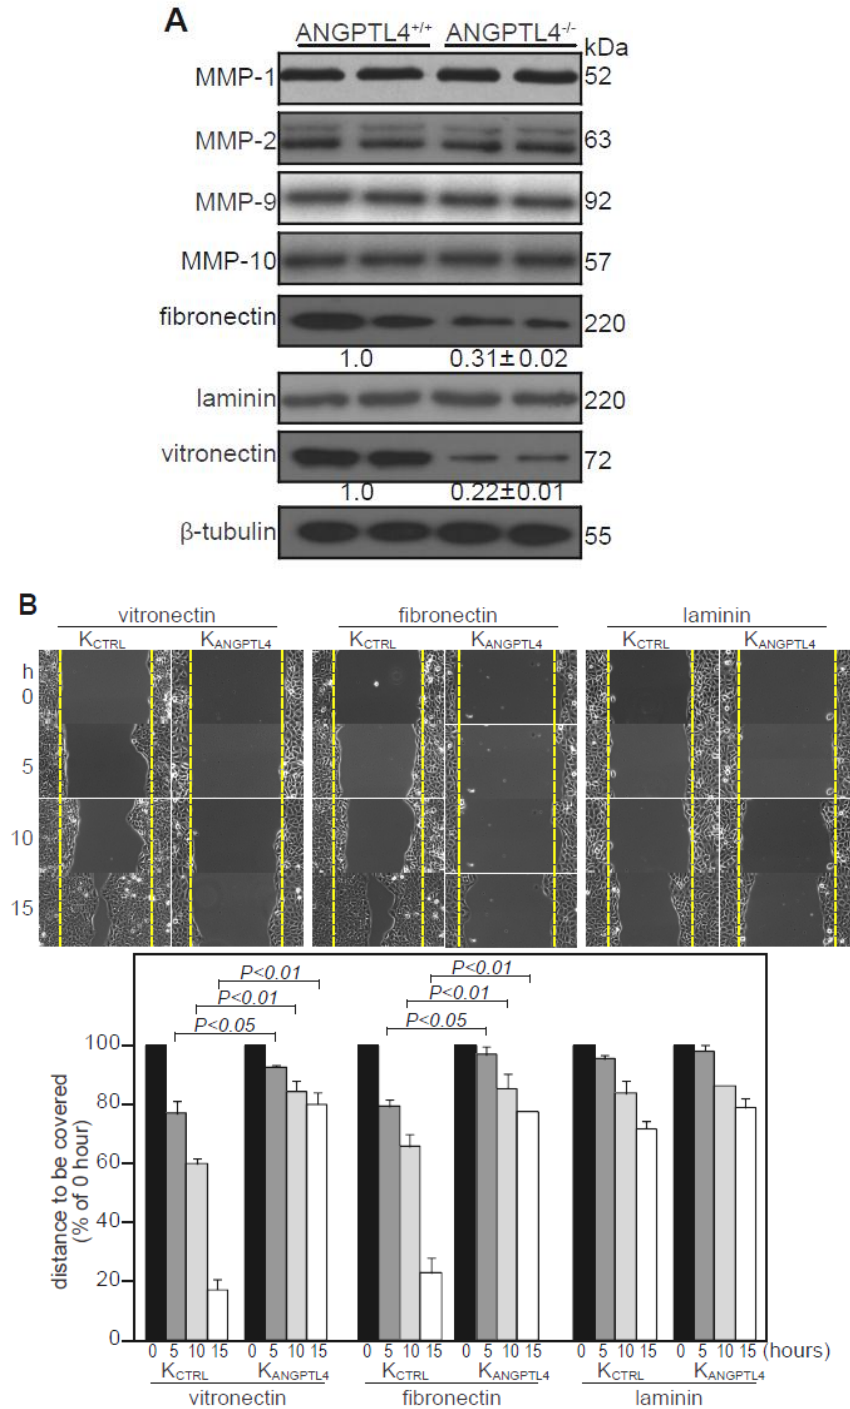 A
ANGPTL4+/+ ANGPTL4-/-
kDa
MMP-1 52
MMP-2 63
MMP-9 92
MMP-10 57
fibronectin 220
1.0 0.31±0.02
laminin 220
vitronectin 72
1.0 0.22±0.01
β-tubulin 55
B
vitronectin fibronectin laminin
KCTRL KANGPTL4 KCTRL KANGPTL4 KCTRL KANGPTL4
h
0
5
10
15
P<0.01 P<0.01
P<0.01 P<0.01
P<0.05 P<0.05
distance to be covered
(% of 0 hour)
100
80
60
40
20
0
0 5 10 15 0 5 10 15 0 5 10 15 0 5 10 15 0 5 10 15 0 5 10 15 (hours)
KCTRL KANGPTL4 KCTRL KANGPTL4 KCTRL KANGPTL4
vitronectin fibronectin laminin